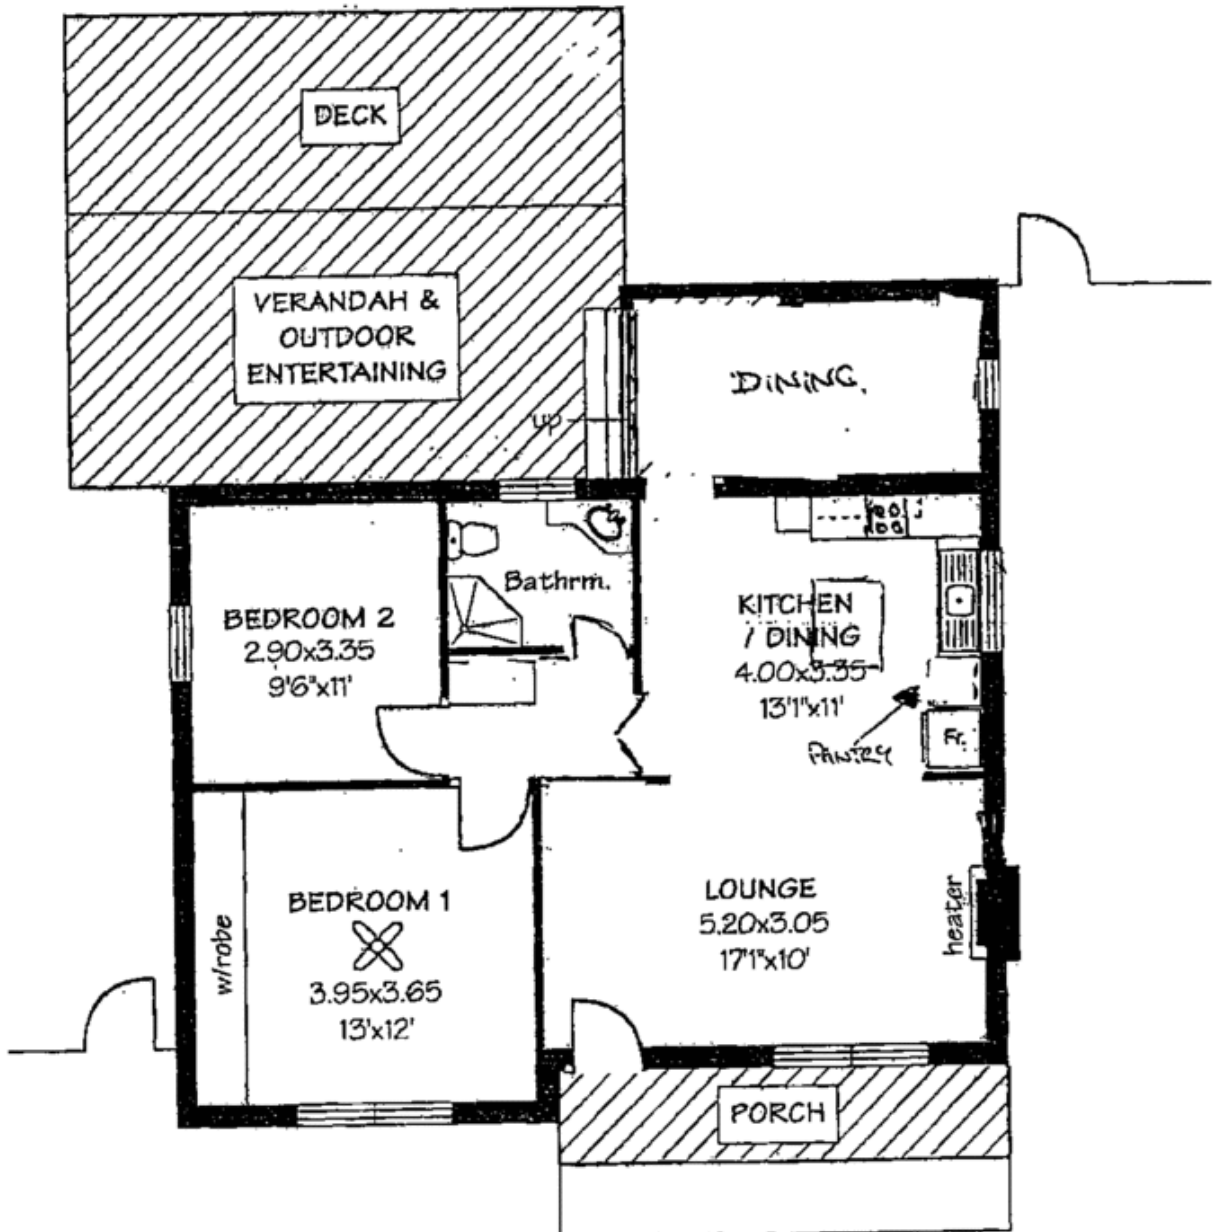 DECK
VERANDAH &
OUTDOOR
ENTERTAINING
up
DINING.
BEDROOM 2
2.90x3.35
9'6"x11'
Bathrm.
KITCHEN
/ DINING
4.00x3.35
13'1"x11'
PANTRY
Fr.
BEDROOM 1
3.95x3.65
13'x12'
w/robe
LOUNGE
5.20x3.05
17'1"x10'
heater
PORCH